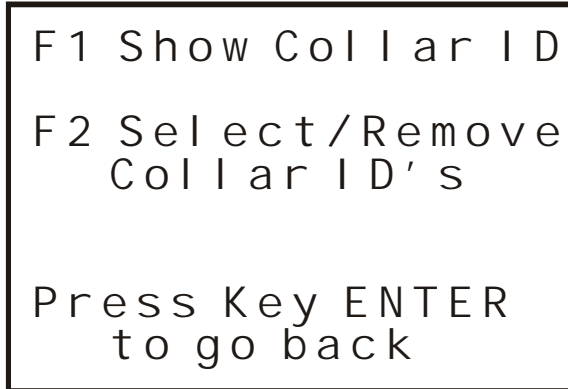 F1 Show Collar ID
F2 Select/Remove
Collar ID's
Press Key ENTER
to go back